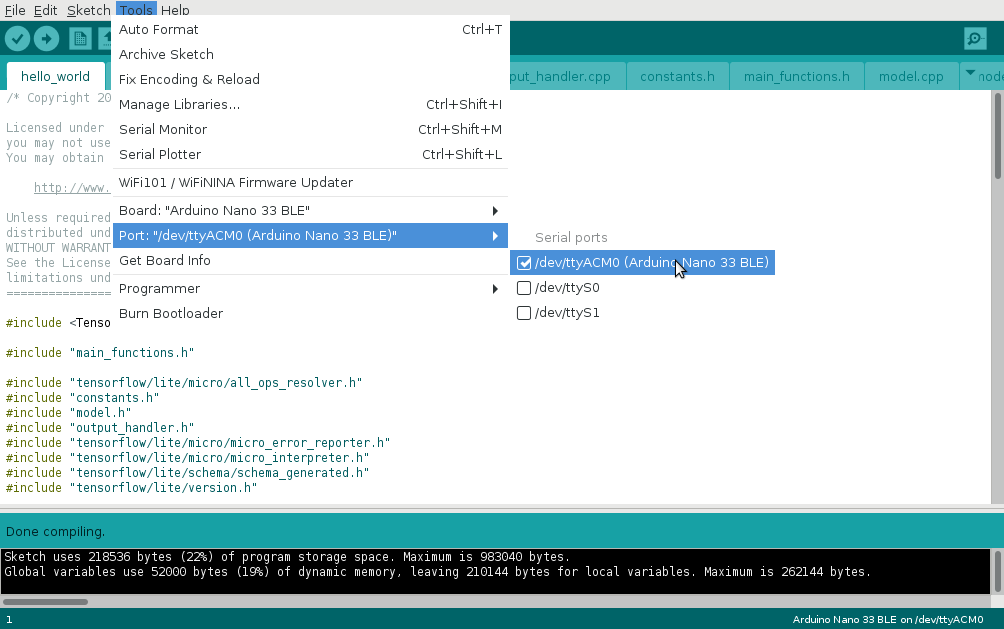 File Edit Sketch Tools Help
Auto Format Ctrl+T
Archive Sketch
Fix Encoding & Reload
Manage Libraries... Ctrl+Shift+I
Serial Monitor Ctrl+Shift+M
Serial Plotter Ctrl+Shift+L
WiFi101 / WiFiNINA Firmware Updater
Board: "Arduino Nano 33 BLE"
Port: "/dev/ttyACM0 (Arduino Nano 33 BLE)"
Get Board Info
Programmer
Burn Bootloader
Serial ports
/dev/ttyACM0 (Arduino Nano 33 BLE)
/dev/ttyS0
/dev/ttyS1
hello_world put_handler.cpp constants.h main_functions.h model.cpp mode
/* Copyright 20
Licensed under
you may not use
You may obtain
http://www.
Unless required
distributed und
WITHOUT WARRANT
See the License
limitations und
===============
#include <Tenso
#include "main_functions.h"
#include "tensorflow/lite/micro/all_ops_resolver.h"
#include "constants.h"
#include "model.h"
#include "output_handler.h"
#include "tensorflow/lite/micro/micro_error_reporter.h"
#include "tensorflow/lite/micro/micro_interpreter.h"
#include "tensorflow/lite/schema/schema_generated.h"
#include "tensorflow/lite/version.h"
Done compiling.
Sketch uses 218536 bytes (22%) of program storage space. Maximum is 983040 bytes.
Global variables use 52000 bytes (19%) of dynamic memory, leaving 210144 bytes for local variables. Maximum is 262144 bytes.
1 Arduino Nano 33 BLE on /dev/ttyACM0